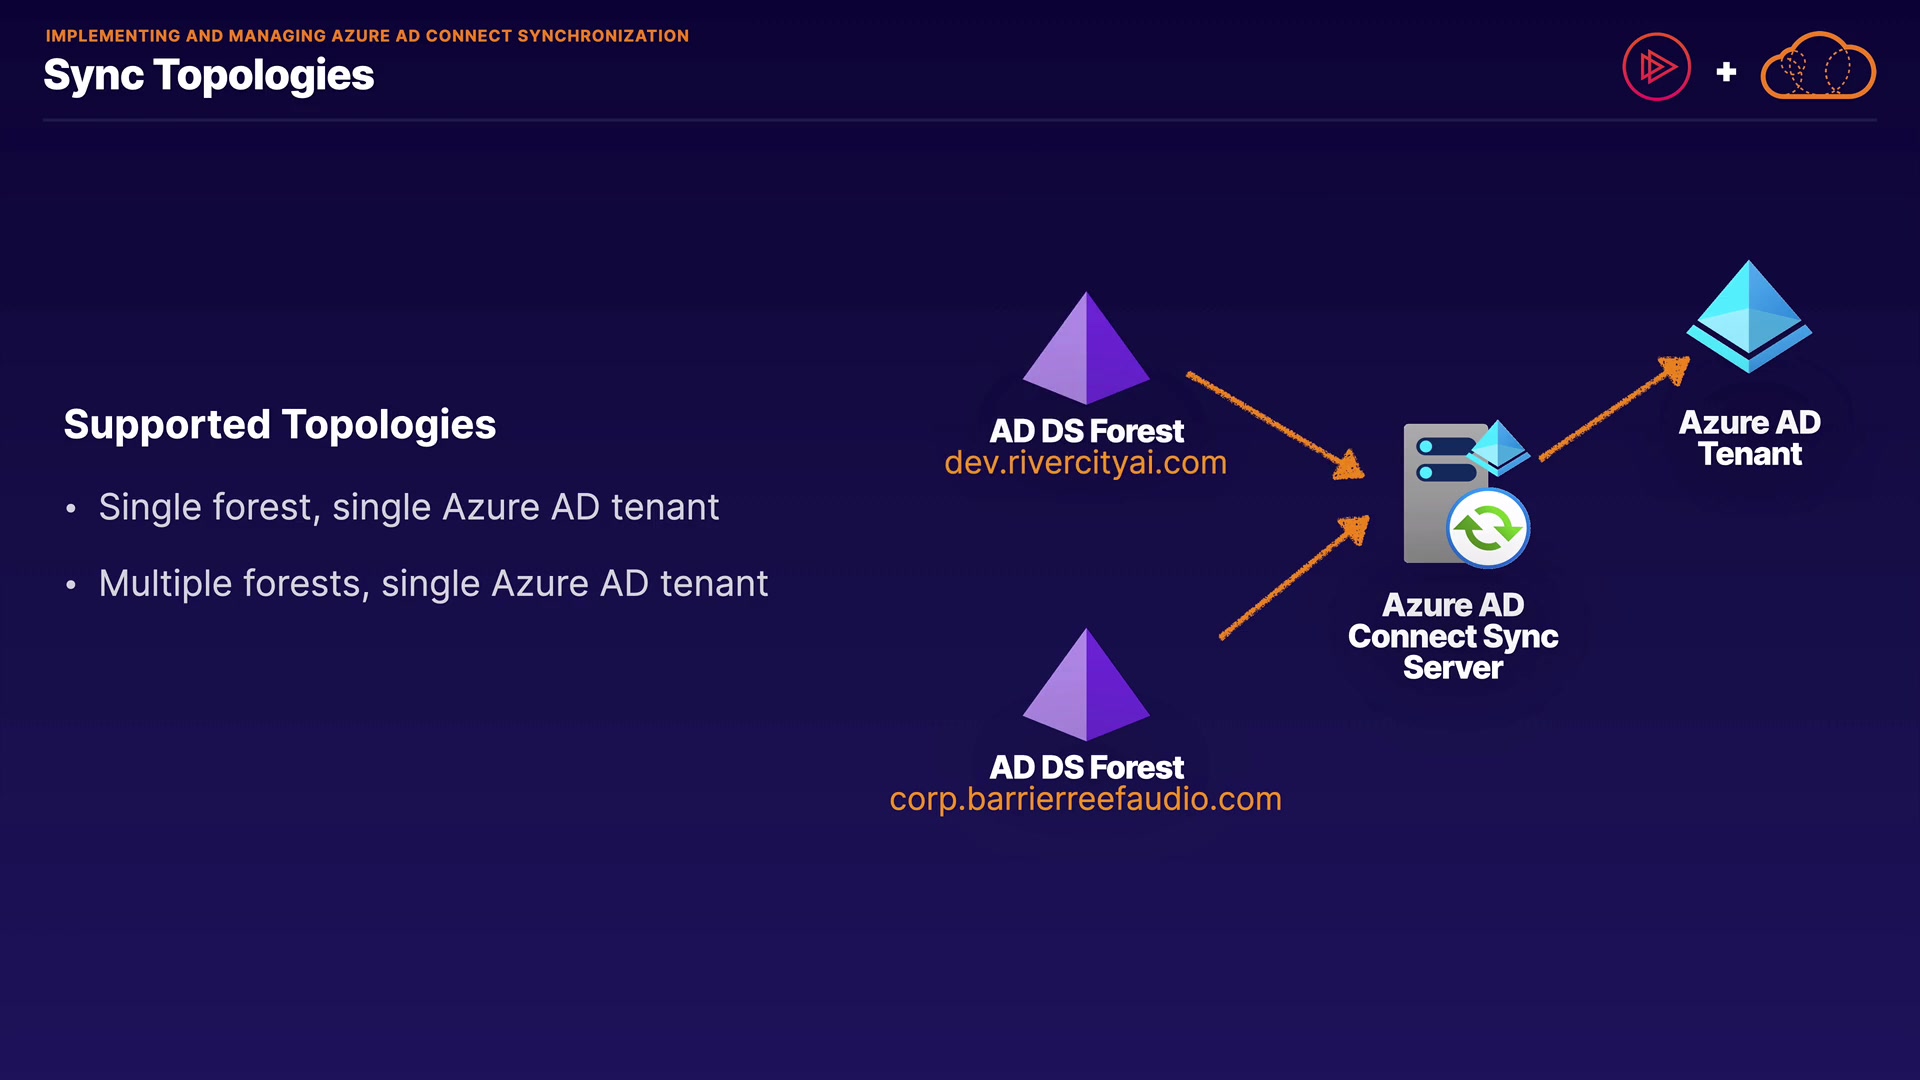 IMPLEMENTING AND MANAGING AZURE AD CONNECT SYNCHRONIZATION
Sync Topologies
Supported Topologies
• Single forest, single Azure AD tenant
• Multiple forests, single Azure AD tenant
AD DS Forest
dev.rivercityai.com
AD DS Forest
corp.barrierreefaudio.com
Azure AD
Connect Sync
Server
Azure AD
Tenant